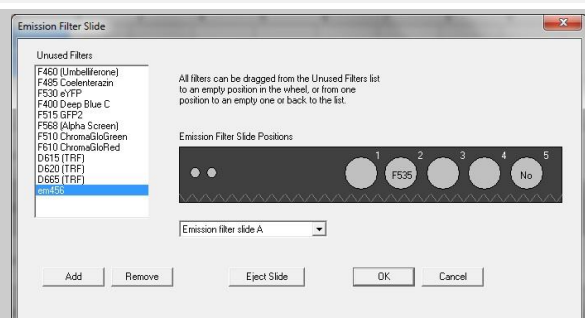 Emission Filter Slide
x
Unused Filters
F460 (Umbelliferone)
F485 Coelenterazin
F530 eYFP
F400 Deep Blue C
F515 GFP2
F568 (Alpha Screen)
F510 ChromaGloGreen
F610 ChromaGloRed
D615 (TRF)
D620 (TRF)
D665 (TRF)
em456
All filters can be dragged from the Unused Filters list
to an empty position in the wheel, or from one
position to an empty one or back to the list.
Emission Filter Slide Positions
1 2 3 4 5
F535 No
Emission filter slide A
Add Remove Eject Slide OK Cancel